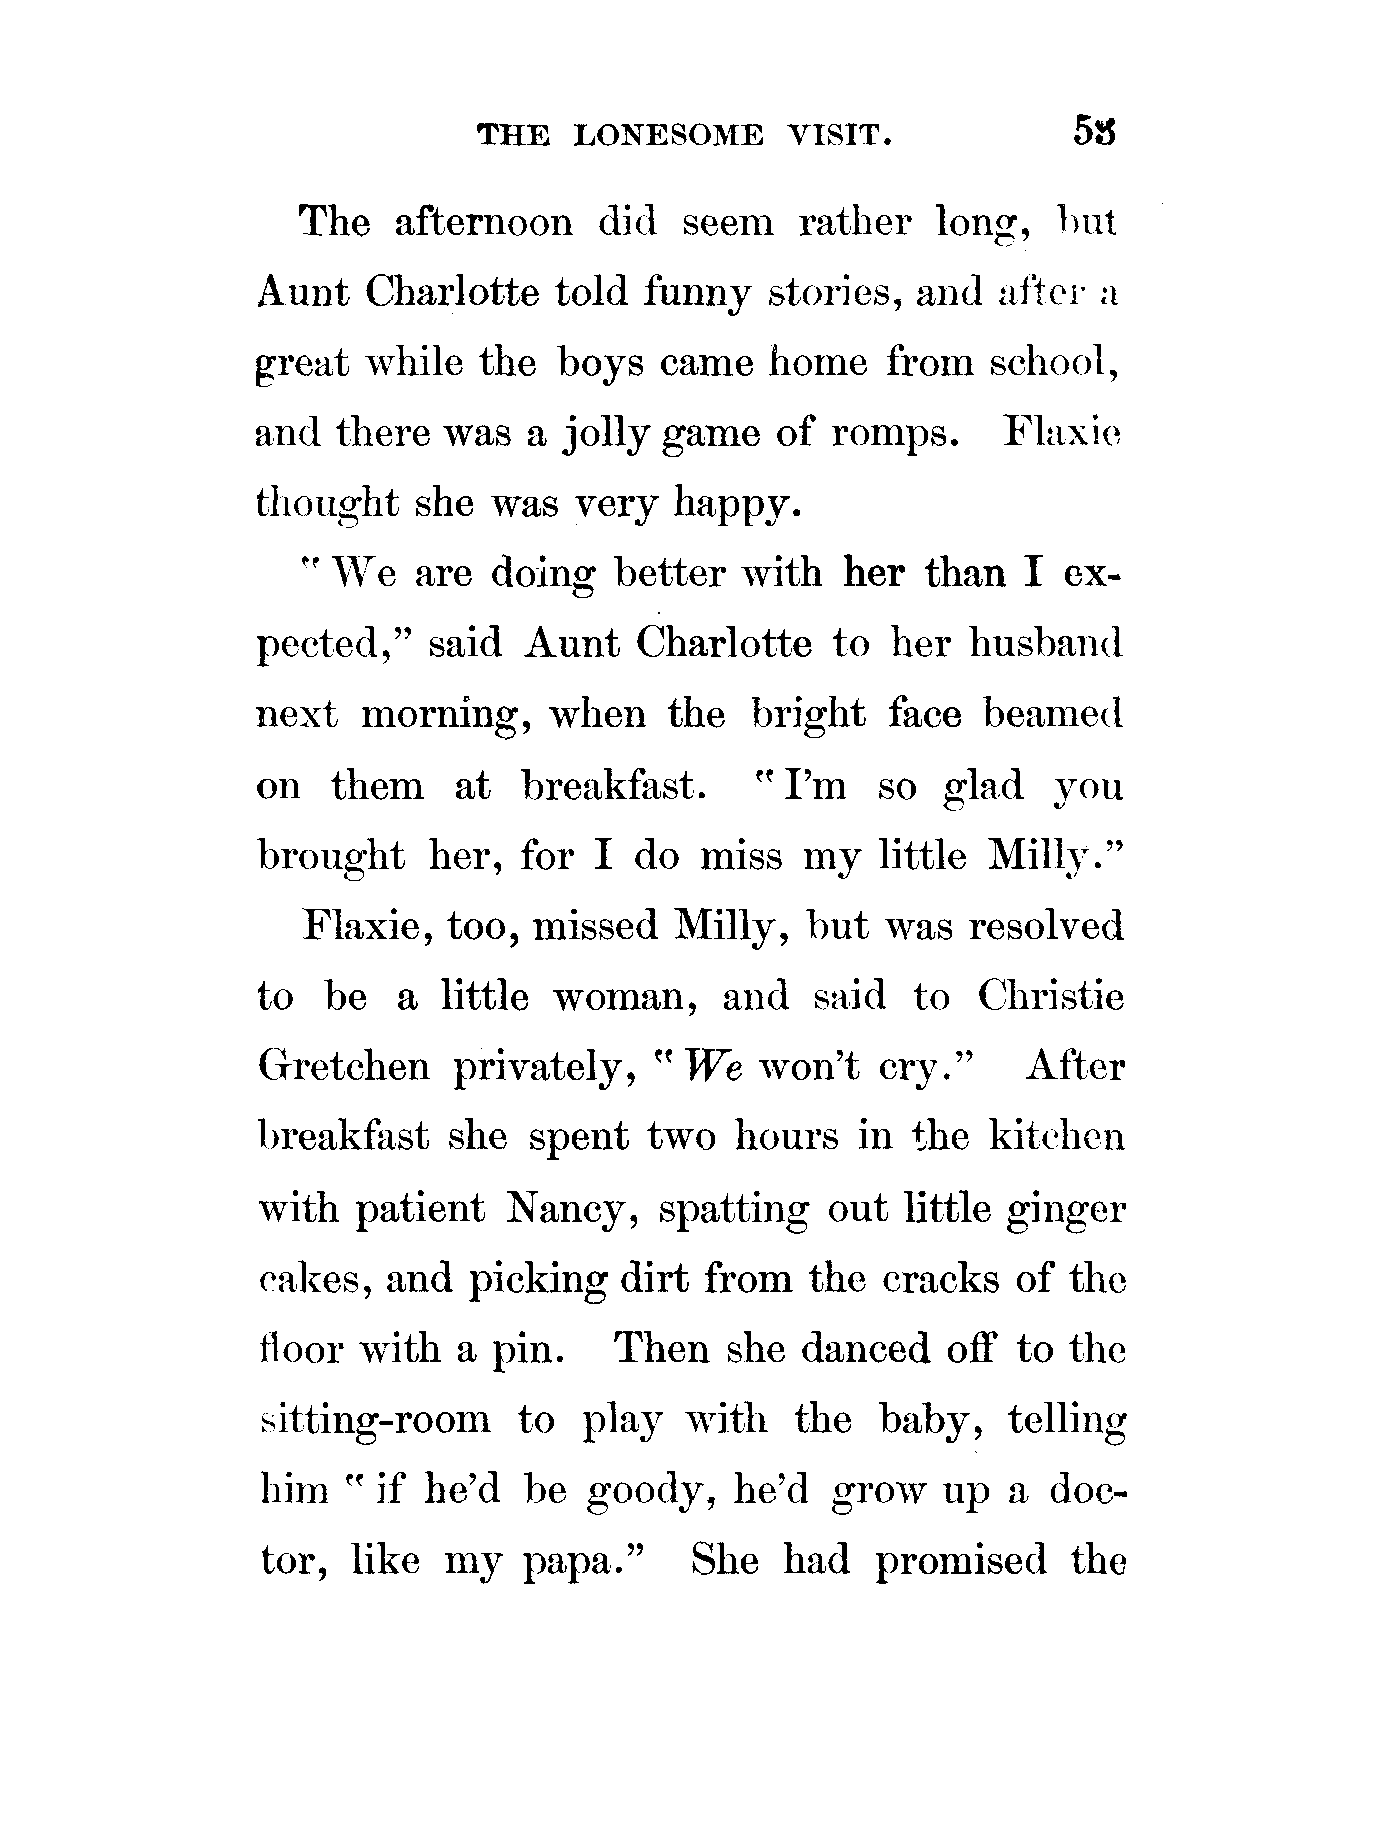 THE LONESOME VISIT. 53
The afternoon did seem rather long, but
Aunt Charlotte told funny stories, and after a
great while the boys came home from school,
and there was a jolly game of romps. Flaxie
thought she was very happy.
"We are doing better with her than I ex-
pected," said Aunt Charlotte to her husband
next morning, when the bright face beamed
on them at breakfast. "I'm so glad you
brought her, for I do miss my little Milly."
Flaxie, too, missed Milly, but was resolved
to be a little woman, and said to Christie
Gretchen privately, "We won't cry." After
breakfast she spent two hours in the kitchen
with patient Nancy, spatting out little ginger
cakes, and picking dirt from the cracks of the
floor with a pin. Then she danced off to the
sitting-room to play with the baby, telling
him "if he'd be goody, he'd grow up a doc-
tor, like my papa." She had promised the